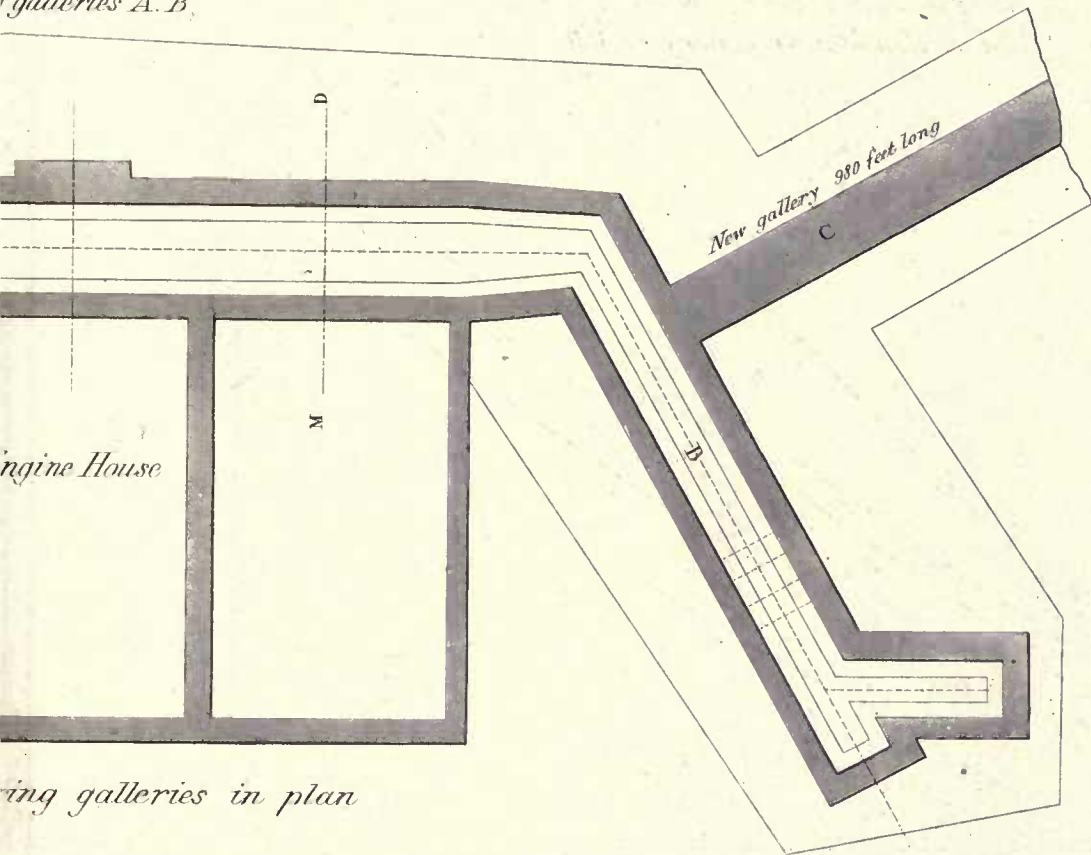 galleries A. B.
D
New gallery 980 feet long
C
M
B
ngine House
ring galleries in plan